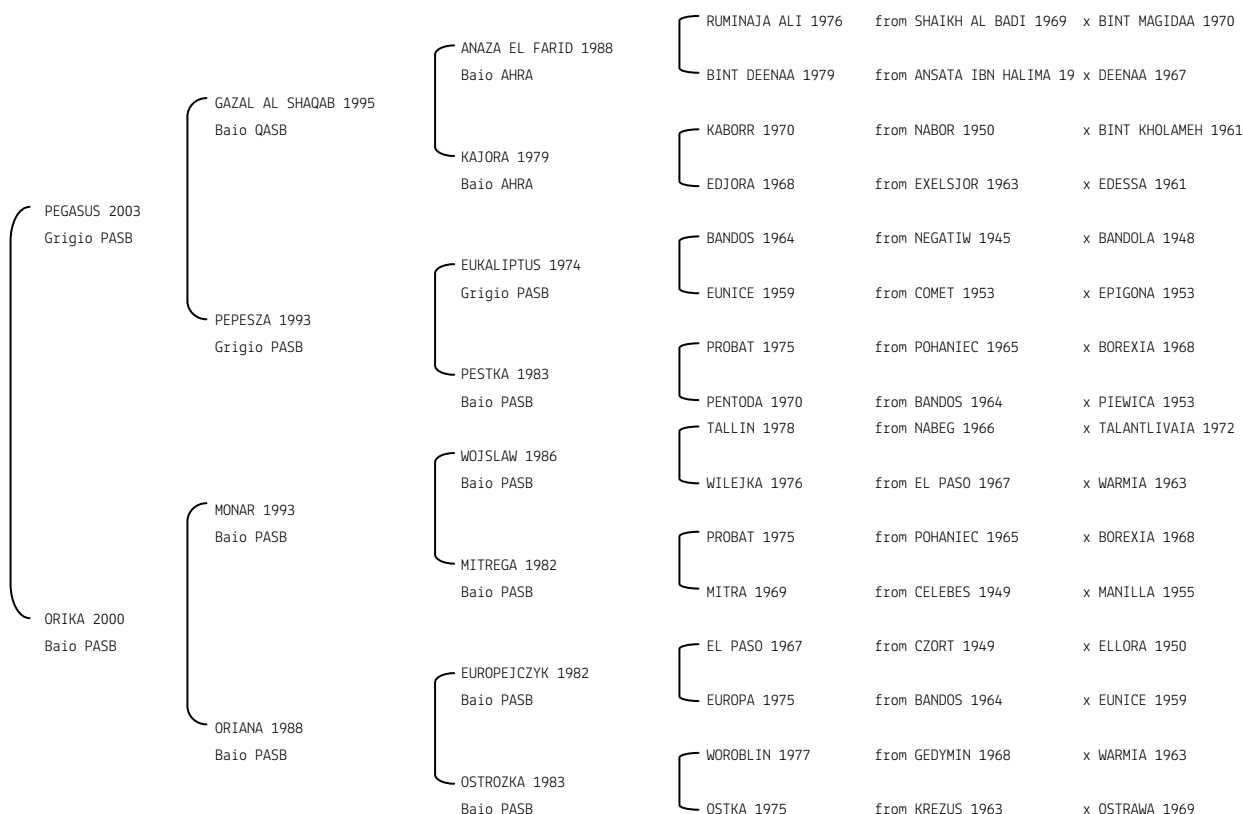 RUMINAJA ALI 1976 from SHAIKH AL BADI 1969 x BINT MAGIDAA 1970
ANAZA EL FARID 1988
Baio AHRA BINT DEENAA 1979 from ANSATA IBN HALIMA 19 x DEENAA 1967
GAZAL AL SHAQAB 1995
Baio QASB KABORR 1970 from NABOR 1950 x BINT KHOLAMEH 1961
KAJORA 1979
Baio AHRA EDJORA 1968 from EXELSJOR 1963 x EDESSA 1961
PEGASUS 2003
Grigio PASB BANDOS 1964 from NEGATIW 1945 x BANDOLA 1948
EUKALIPTUS 1974
Grigio PASB EUNICE 1959 from COMET 1953 x EPIGONA 1953
PEPESZA 1993
Grigio PASB PROBAT 1975 from POHANIEC 1965 x BOREXIA 1968
PESTKA 1983
Baio PASB PENTODA 1970 from BANDOS 1964 x PIEWICA 1953
TALLIN 1978 from NABEG 1966 x TALANTLIVAIA 1972
WOJSLAW 1986
Baio PASB WILEJKA 1976 from EL PASO 1967 x WARMIA 1963
MONAR 1993
Baio PASB PROBAT 1975 from POHANIEC 1965 x BOREXIA 1968
MITREGA 1982
Baio PASB MITRA 1969 from CELEBES 1949 x MANILLA 1955
ORIKA 2000
Baio PASB EL PASO 1967 from CZORT 1949 x ELLORA 1950
EUROPEJCZYK 1982
Baio PASB EUROPA 1975 from BANDOS 1964 x EUNICE 1959
ORIANA 1988
Baio PASB WOROBLIN 1977 from GEDYMIN 1968 x WARMIA 1963
OSTROZKA 1983
Baio PASB OSTKA 1975 from KREZUS 1963 x OSTRAWA 1969